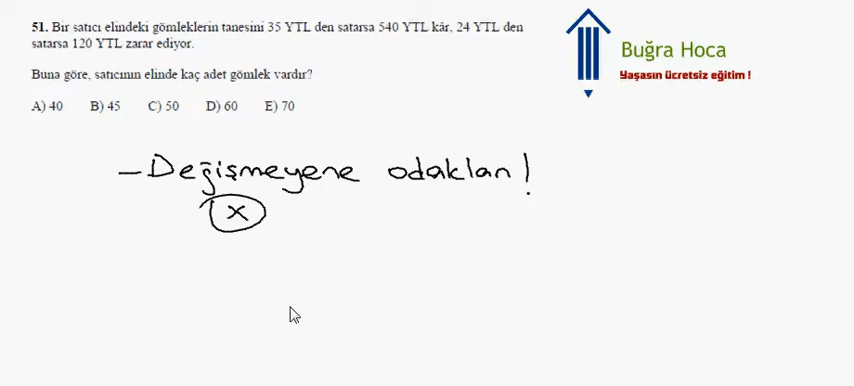 51. Bir satıcı elindeki gömleklerin tanesini 35 YTL den satarsa 540 YTL kâr, 24 YTL den
satarsa 120 YTL zarar ediyor.
Buna göre, satıcının elinde kaç adet gömlek vardır?
A) 40 B) 45 C) 50 D) 60 E) 70
Buğra Hoca
Yaşasın ücretsiz eğitim !
- Değişmeyene odaklan!
x